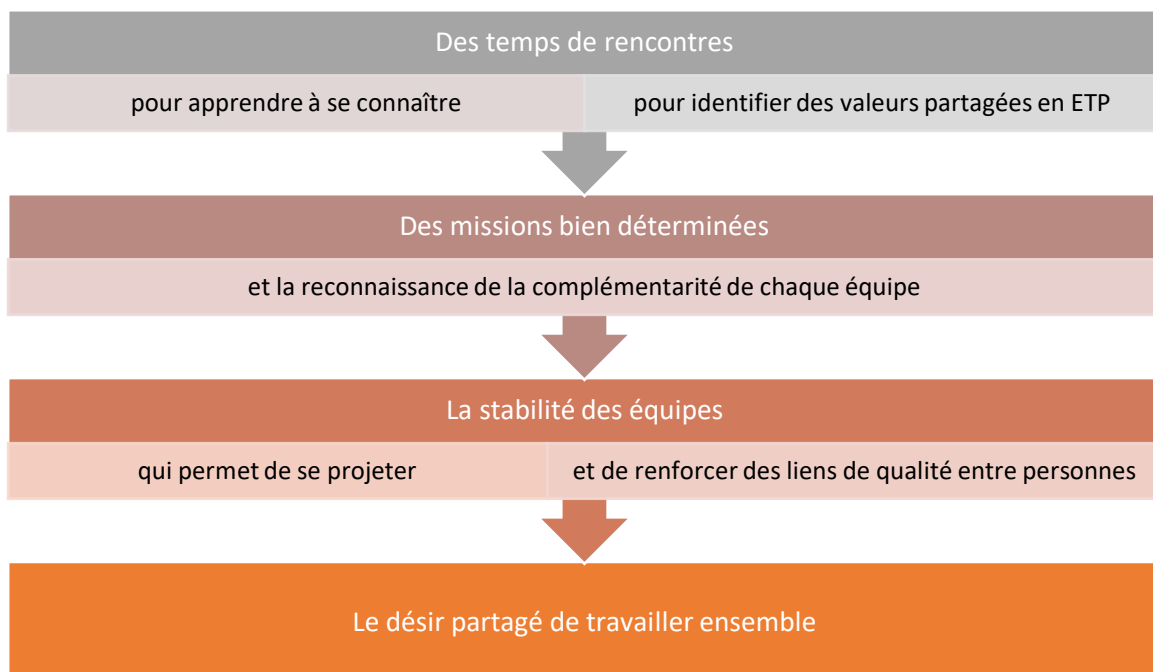 Des temps de rencontres
pour apprendre à se connaître
pour identifier des valeurs partagées en ETP
Des missions bien déterminées
et la reconnaissance de la complémentarité de chaque équipe
La stabilité des équipes
qui permet de se projeter
et de renforcer des liens de qualité entre personnes
Le désir partagé de travailler ensemble